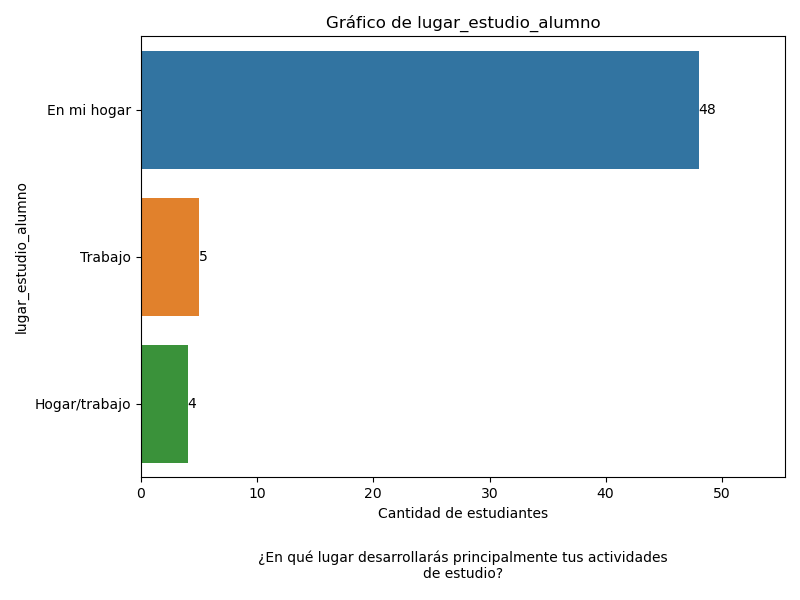 Gráfico de lugar_estudio_alumno
lugar_estudio_alumno
En mi hogar
48
Trabajo
5
Hogar/trabajo
4
0 10 20 30 40 50
Cantidad de estudiantes
¿En qué lugar desarrollarás principalmente tus actividades
de estudio?